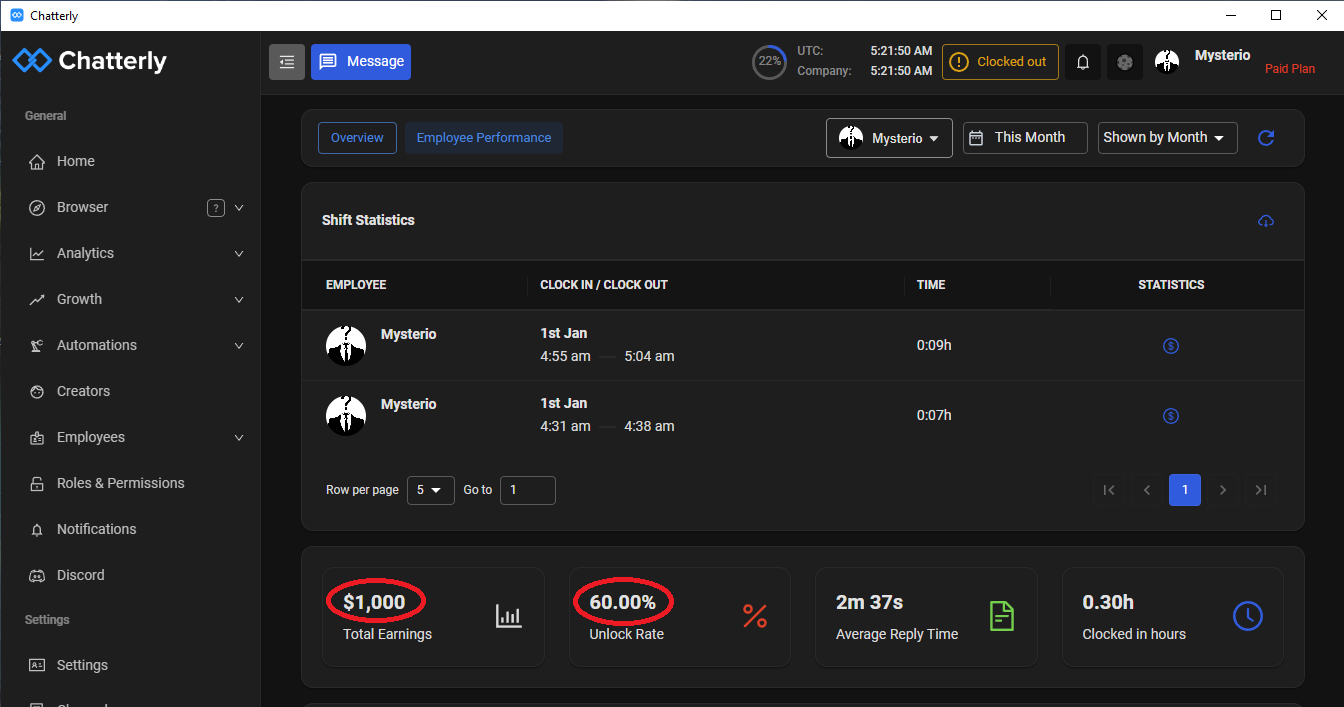 Chatterly
Chatterly
Message
22%
UTC: 5:21:50 AM
Company: 5:21:50 AM
Clocked out
Mysterio
Paid Plan
General
Home
Browser ?
Analytics
Growth
Automations
Creators
Employees
Roles & Permissions
Notifications
Discord
Settings
Settings
Overview
Employee Performance
Mysterio
This Month
Shown by Month
Shift Statistics
EMPLOYEE CLOCK IN / CLOCK OUT TIME STATISTICS
Mysterio
1st Jan
4:55 am — 5:04 am
0:09h
$
Mysterio
1st Jan
4:31 am — 4:38 am
0:07h
$
Row per page 5 Go to 1
1
$1,000
Total Earnings
60.00%
Unlock Rate
%
2m 37s
Average Reply Time
0.30h
Clocked in hours